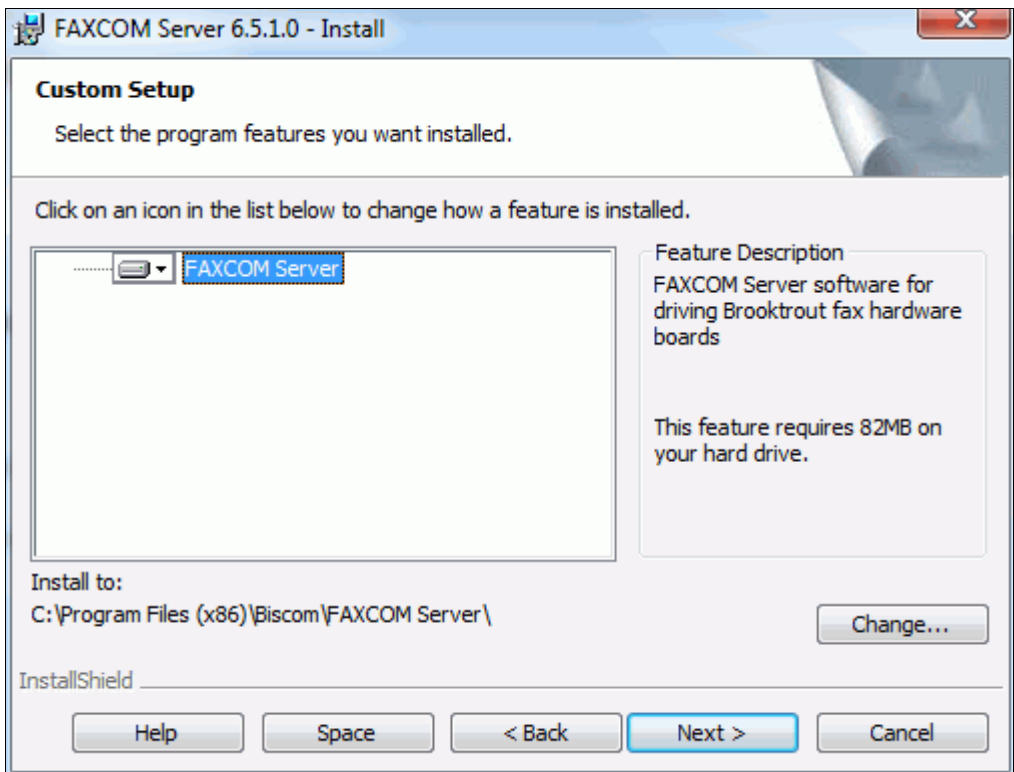 FAXCOM Server 6.5.1.0 - Install
Custom Setup
Select the program features you want installed.
Click on an icon in the list below to change how a feature is installed.
FAXCOM Server
Feature Description
FAXCOM Server software for
driving Brooktrout fax hardware
boards
This feature requires 82MB on
your hard drive.
Install to:
C:\Program Files (x86)\Biscom\FAXCOM Server\
Change...
InstallShield
Help
Space
< Back
Next >
Cancel